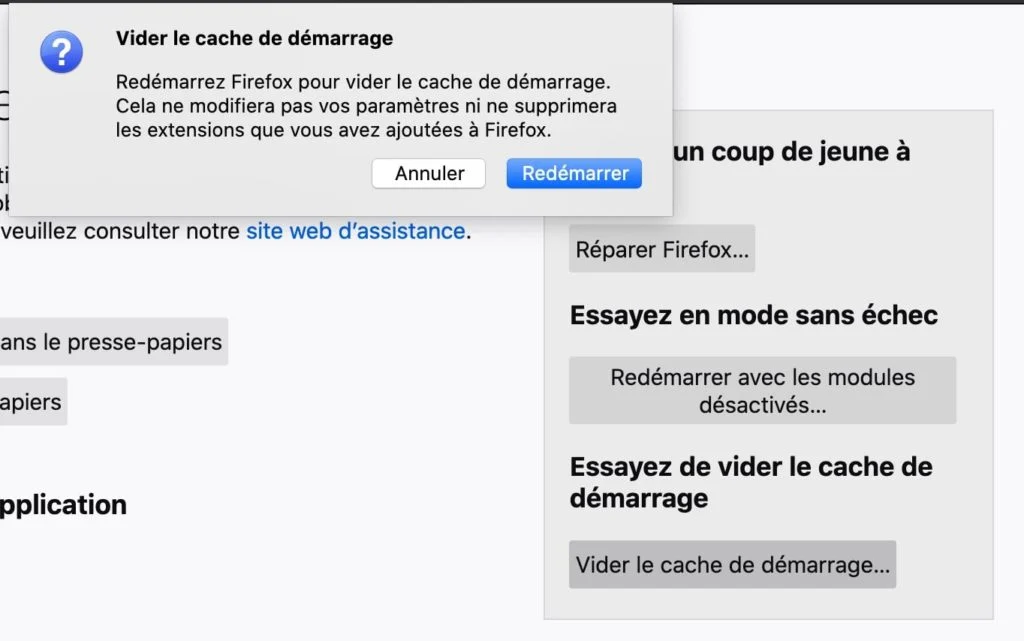 Vider le cache de démarrage
Redémarrez Firefox pour vider le cache de démarrage.
Cela ne modifiera pas vos paramètres ni ne supprimera
les extensions que vous avez ajoutées à Firefox.
Annuler
Redémarrer
veuillez consulter notre site web d’assistance.
ans le presse-papiers
apiers
pplication
un coup de jeune à
Réparer Firefox...
Essayez en mode sans échec
Redémarrer avec les modules
désactivés...
Essayez de vider le cache de
démarrage
Vider le cache de démarrage...